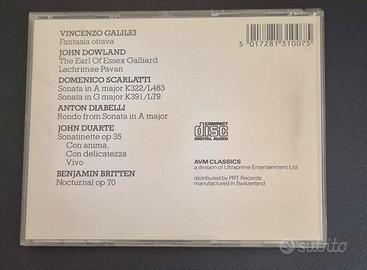 VINCENZO GALILEI
Fantasia ottava
JOHN DOWLAND
The Earl Of Essex Galliard
Lachrimae Pavan
DOMENICO SCARLATTI
Sonata in A major K322/L483
Sonata in G major K391/L79
ANTON DIABELLI
Rondo from Sonata in A major
JOHN DUARTE
Sonatinette op 35
Con anima,
Con delicatezza
Vivo
BENJAMIN BRITTEN
Nocturnal op 70
5 017281 310075
COMPACT
disc
DIGITAL AUDIO
AVM CLASSICS
a division of Ultraprime Entertainment Ltd
distributed by PRT Records
manufactured in Switzerland
subito